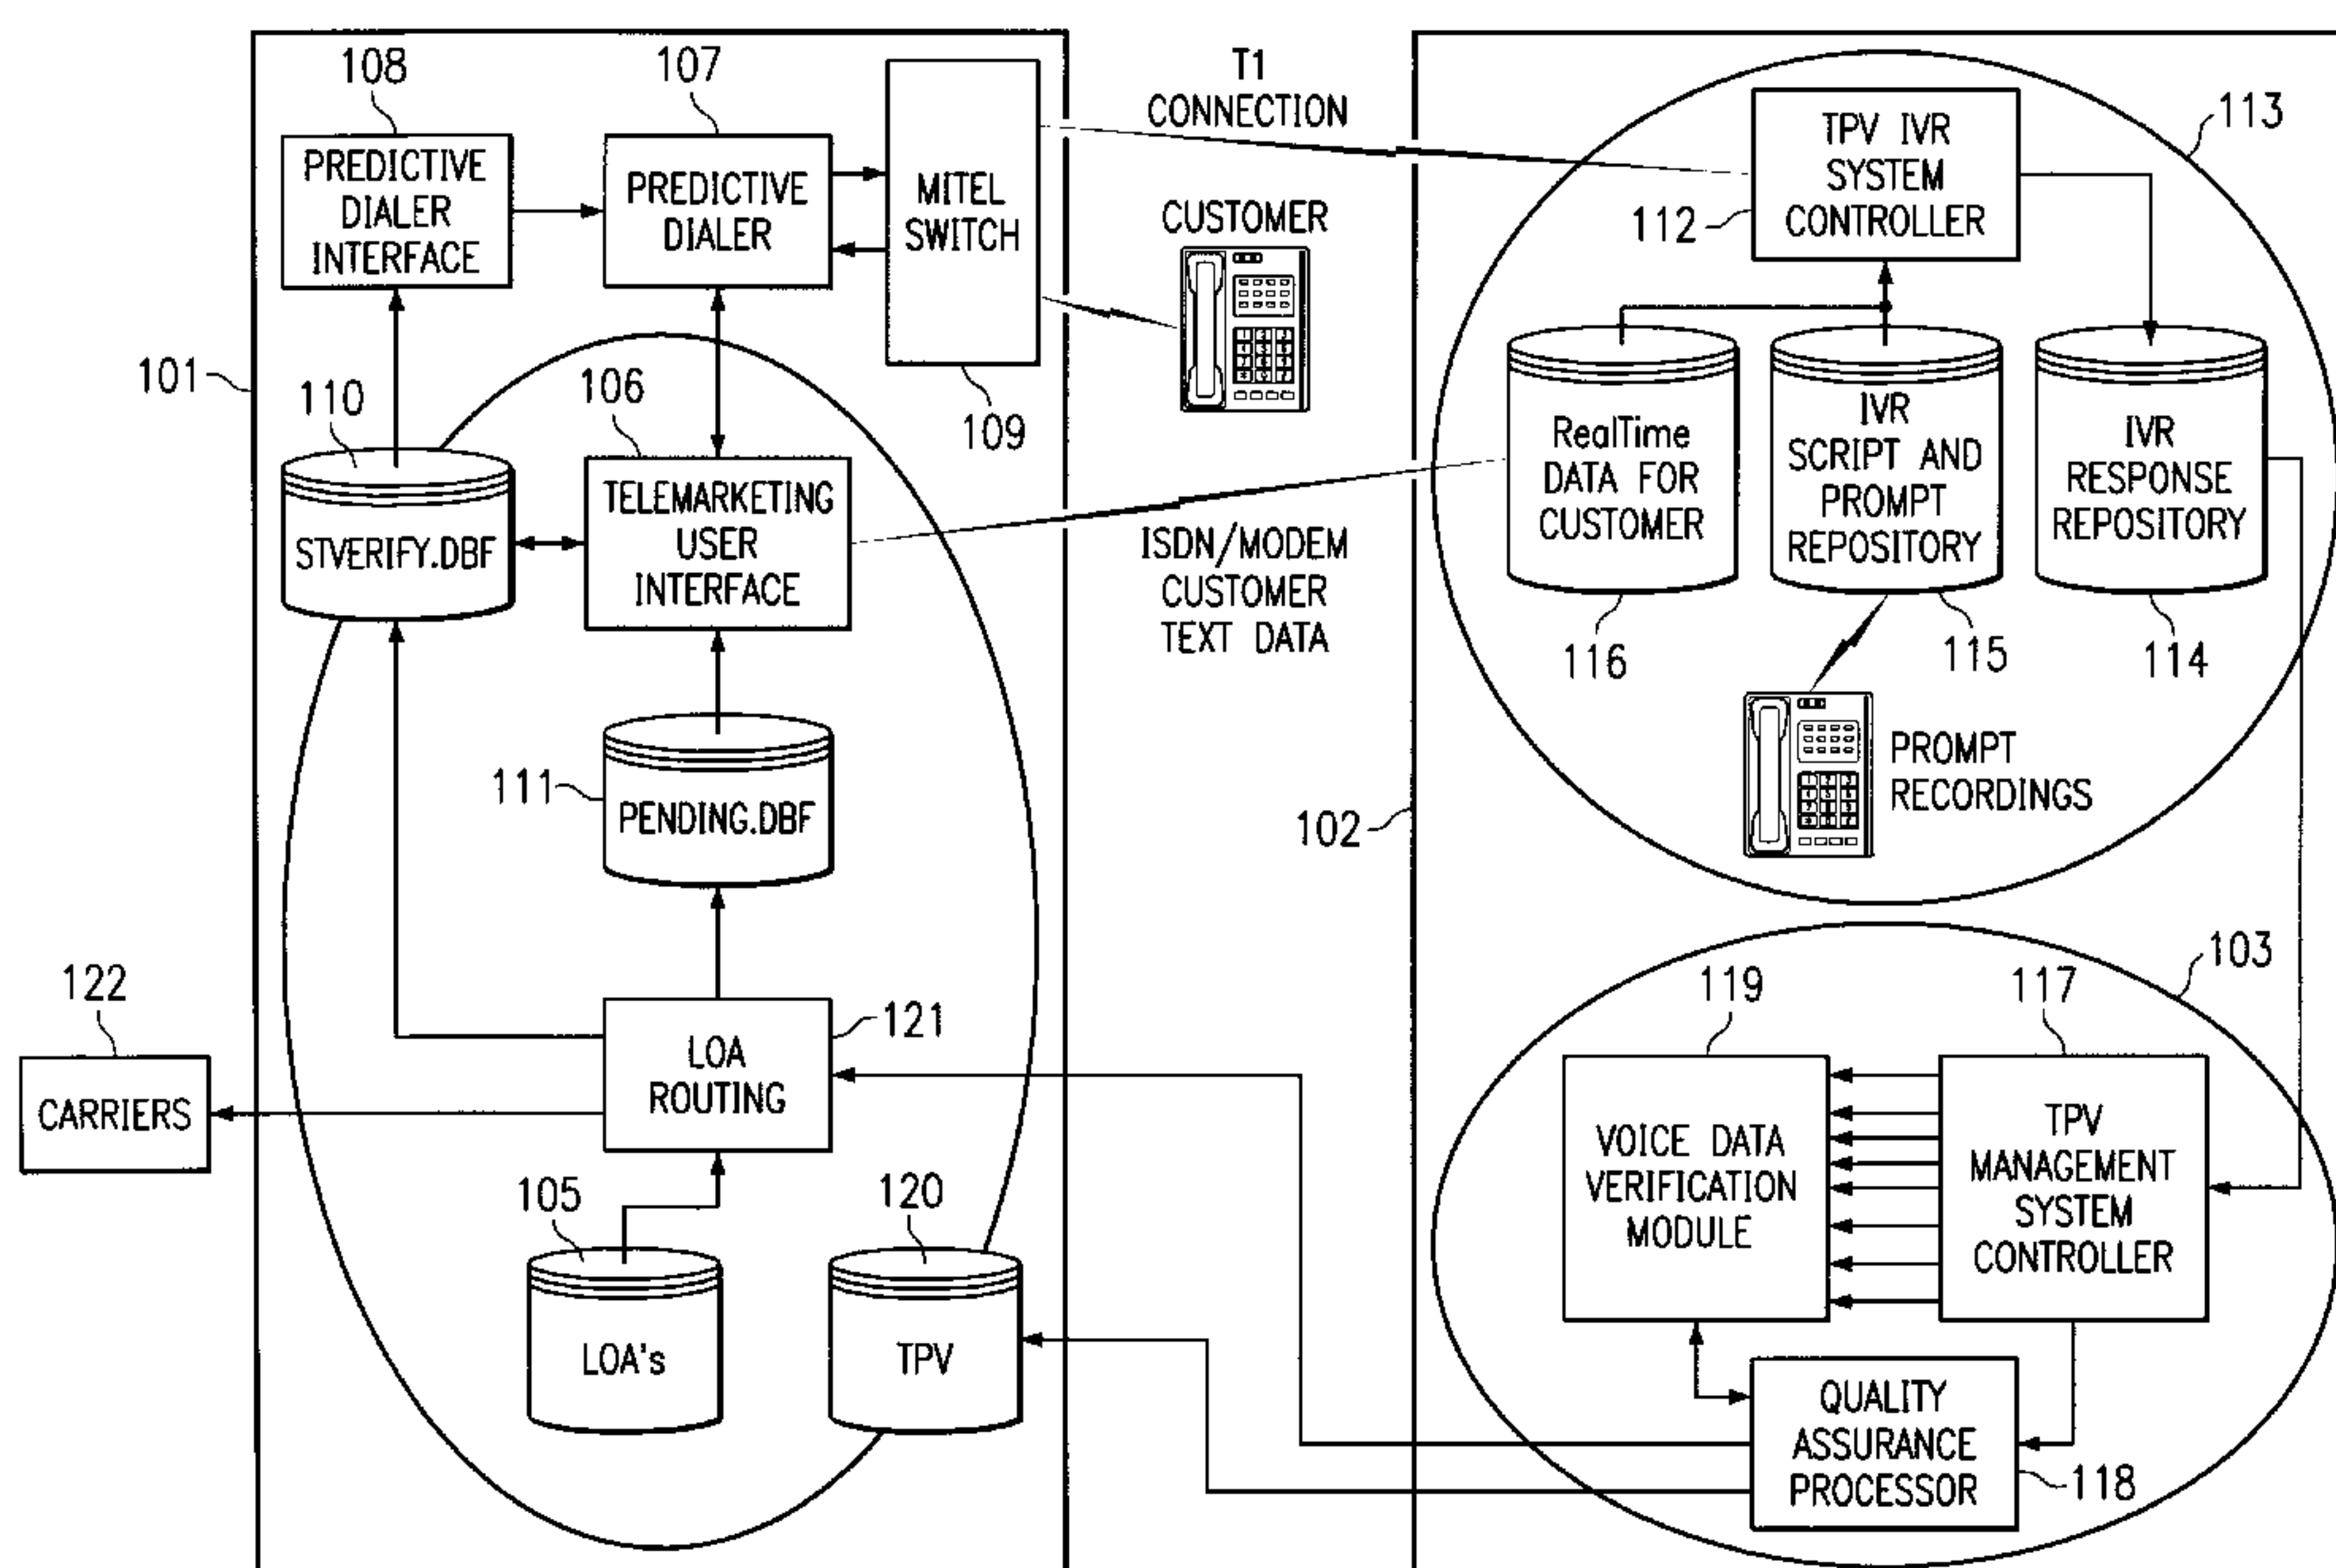 108
107
T1
CONNECTION
113
PREDICTIVE
DIALER
INTERFACE
PREDICTIVE
DIALER
MITEL
SWITCH
CUSTOMER
TPV IVR
SYSTEM
CONTROLLER
112
101
110
106
109
STVERIFY.DBF
TELEMARKETING
USER
INTERFACE
ISDN/MODEM
CUSTOMER
TEXT DATA
RealTime
DATA FOR
CUSTOMER
IVR
SCRIPT AND
PROMPT
REPOSITORY
IVR
RESPONSE
REPOSITORY
116
115
114
111
PENDING.DBF
PROMPT
RECORDINGS
102
103
122
121
119
117
CARRIERS
LOA
ROUTING
VOICE DATA
VERIFICATION
MODULE
TPV
MANAGEMENT
SYSTEM
CONTROLLER
105
120
LOA's
TPV
QUALITY
ASSURANCE
PROCESSOR
118